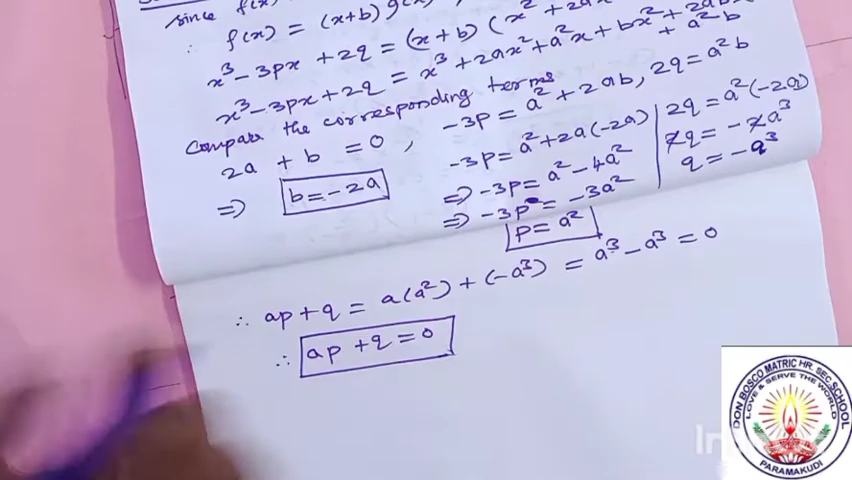 since f(x)
∴ f(x) = (x+b) g(x)
x³ - 3px + 2q = (x+b) (x² + 2ax
x³ - 3px + 2q = x³ + 2ax² + a²x + bx² + 2ab
+ a²b
Compare the corresponding terms
2a + b = 0 , -3p = a² + 2ab, 2q = a²b
⇒ b = -2a
-3p = a² + 2a(-2a)
⇒ -3p = a² - 4a²
⇒ -3p = -3a²
p = a²
2q = a²(-2a)
2q = -2a³
q = -a³
∴ ap + q = a(a²) + (-a³) = a³ - a³ = 0
∴ ap + q = 0
DON BOSCO MATRIC HR. SEC SCHOOL
LOVE & SERVE THE WORLD
PARAMAKUDI